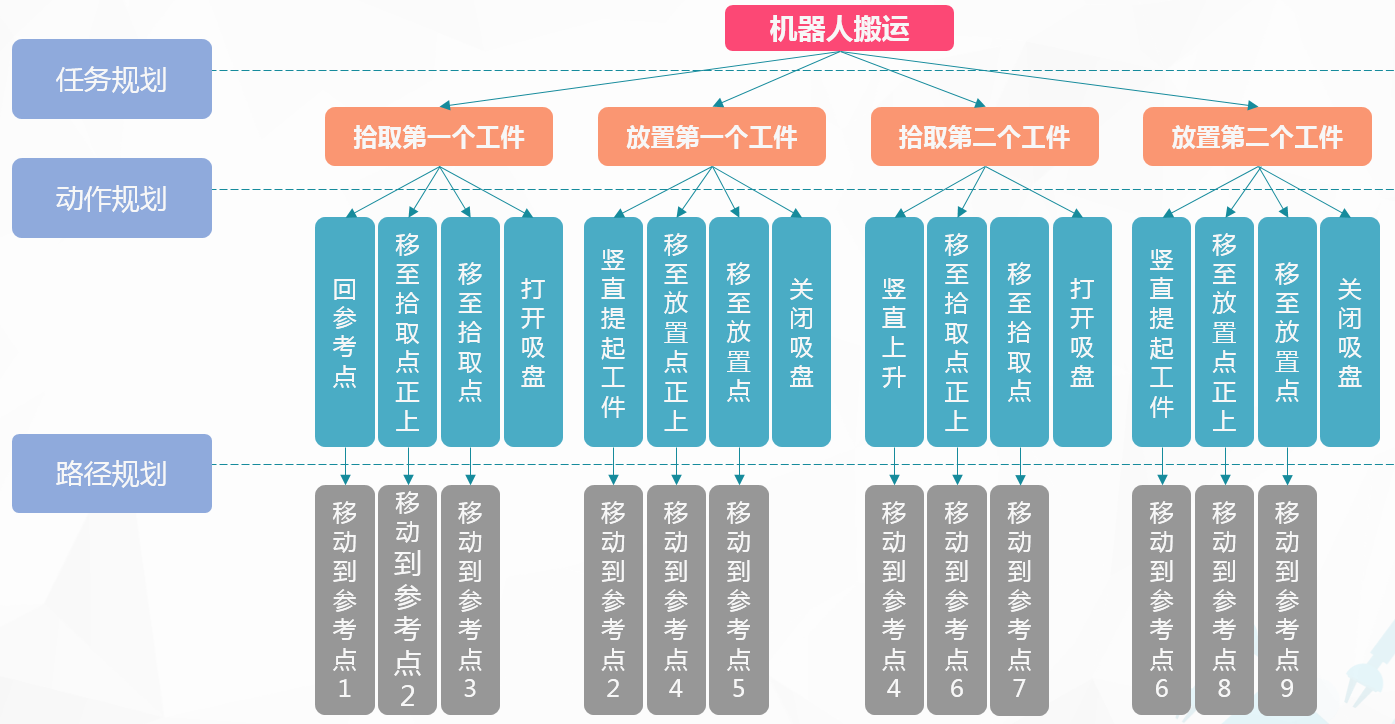 机器人搬运
任务规划
拾取第一个工件
放置第一个工件
拾取第二个工件
放置第二个工件
动作规划
回参考点
移至拾取点正上
移至拾取点
打开吸盘
竖直提起工件
移至放置点正上
移至放置点
关闭吸盘
竖直上升
移至拾取点正上
移至拾取点
打开吸盘
竖直提起工件
移至放置点正上
移至放置点
关闭吸盘
路径规划
移动到参考点1
移动到参考点2
移动到参考点3
移动到参考点2
移动到参考点4
移动到参考点5
移动到参考点4
移动到参考点6
移动到参考点7
移动到参考点6
移动到参考点8
移动到参考点9